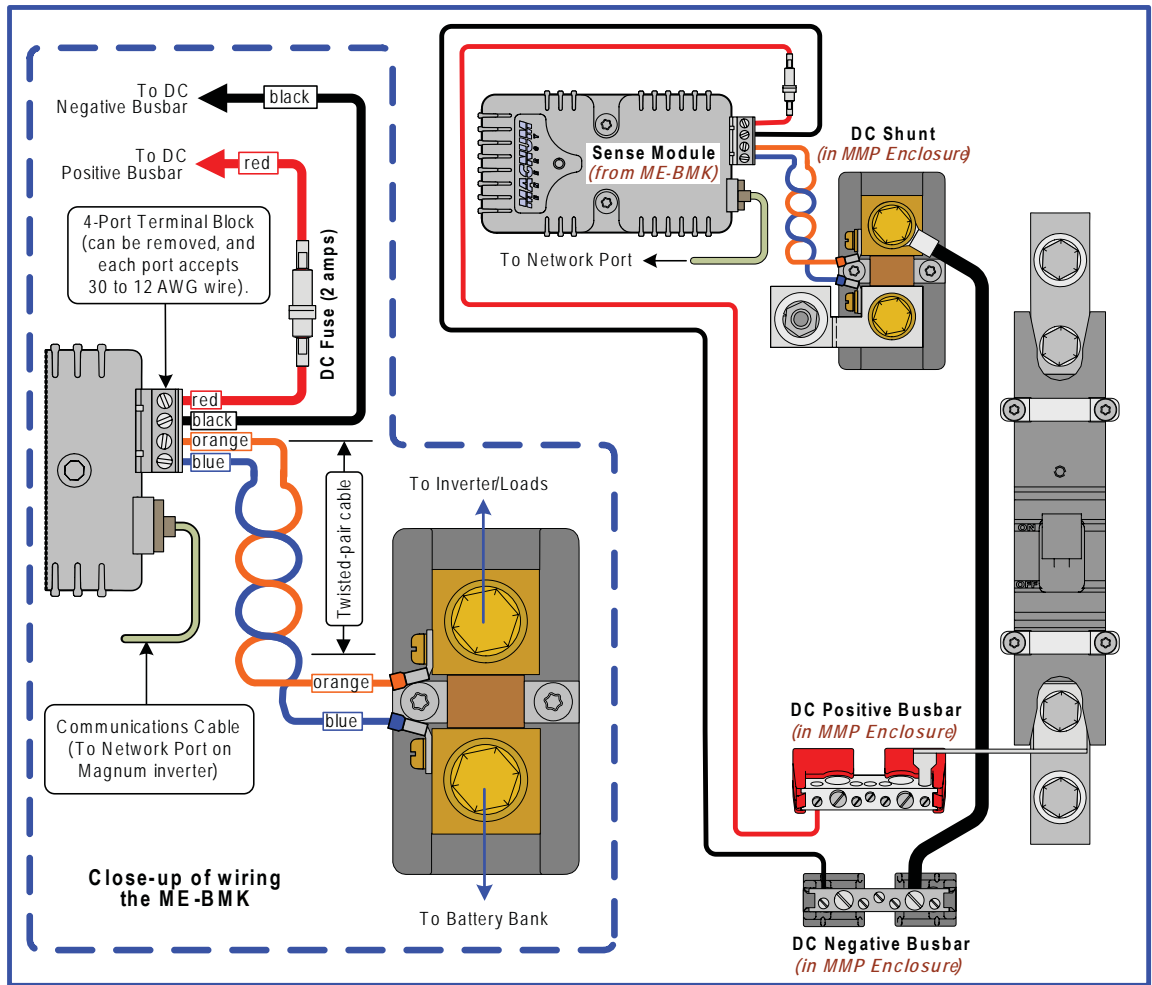 To DC
Negative Busbar
black
To DC
Positive Busbar
red
4-Port Terminal Block
(can be removed, and
each port accepts
30 to 12 AWG wire).
DC Fuse (2 amps)
red
black
orange
blue
Twisted-pair cable
To Inverter/Loads
orange
blue
Communications Cable
(To Network Port on
Magnum inverter)
To Battery Bank
Close-up of wiring
the ME-BMK
MAGNUM
Sense Module
(from ME-BMK)
To Network Port
DC Shunt
(in MMP Enclosure)
ON
OFF
DC Positive Busbar
(in MMP Enclosure)
DC Negative Busbar
(in MMP Enclosure)